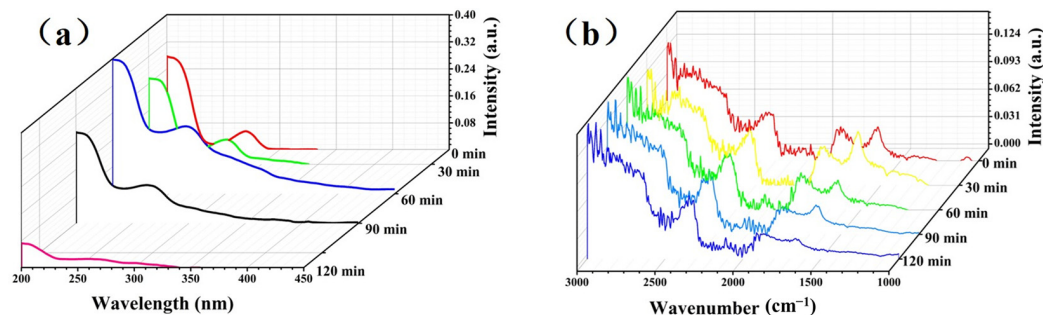 (a)
0.40
0.32
0.24
0.16
0.08
Intensity (a.u.)
0 min
30 min
60 min
90 min
120 min
200 250 300 350 400 450
Wavelength (nm)
(b)
0.124
0.093
0.062
0.031
0.000
Intensity (a.u.)
0 min
30 min
60 min
90 min
120 min
3000 2500 2000 1500 1000
Wavenumber (cm⁻¹)